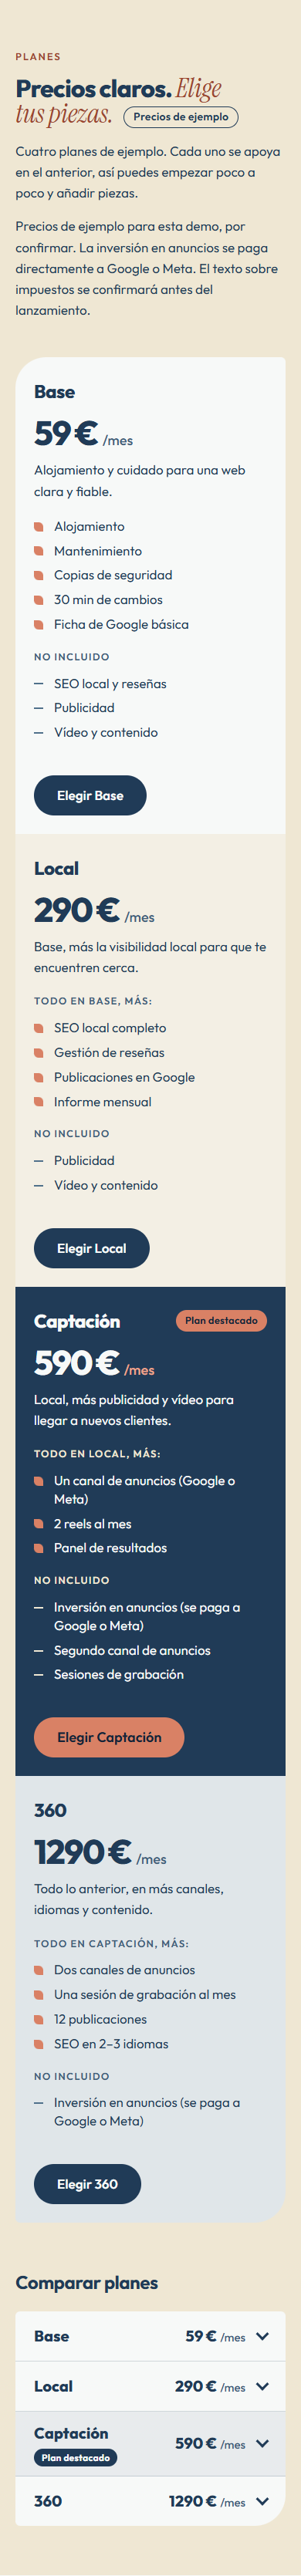 PLANES
Precios claros. Elige
tus piezas. Precios de ejemplo
Cuatro planes de ejemplo. Cada uno se apoya
en el anterior, así puedes empezar poco a
poco y añadir piezas.
Precios de ejemplo para esta demo, por
confirmar. La inversión en anuncios se paga
directamente a Google o Meta. El texto sobre
impuestos se confirmará antes del
lanzamiento.
Base
59 € /mes
Alojamiento y cuidado para una web
clara y fiable.
Alojamiento
Mantenimiento
Copias de seguridad
30 min de cambios
Ficha de Google básica
NO INCLUIDO
— SEO local y reseñas
— Publicidad
— Vídeo y contenido
Elegir Base
Local
290 € /mes
Base, más la visibilidad local para que te
encuentren cerca.
TODO EN BASE, MÁS:
SEO local completo
Gestión de reseñas
Publicaciones en Google
Informe mensual
NO INCLUIDO
— Publicidad
— Vídeo y contenido
Elegir Local
Captación Plan destacado
590 € /mes
Local, más publicidad y vídeo para
llegar a nuevos clientes.
TODO EN LOCAL, MÁS:
Un canal de anuncios (Google o
Meta)
2 reels al mes
Panel de resultados
NO INCLUIDO
— Inversión en anuncios (se paga a
Google o Meta)
— Segundo canal de anuncios
— Sesiones de grabación
Elegir Captación
360
1290 € /mes
Todo lo anterior, en más canales,
idiomas y contenido.
TODO EN CAPTACIÓN, MÁS:
Dos canales de anuncios
Una sesión de grabación al mes
12 publicaciones
SEO en 2–3 idiomas
NO INCLUIDO
— Inversión en anuncios (se paga a
Google o Meta)
Elegir 360
Comparar planes
Base 59 € /mes
Local 290 € /mes
Captación 590 € /mes
Plan destacado
360 1290 € /mes